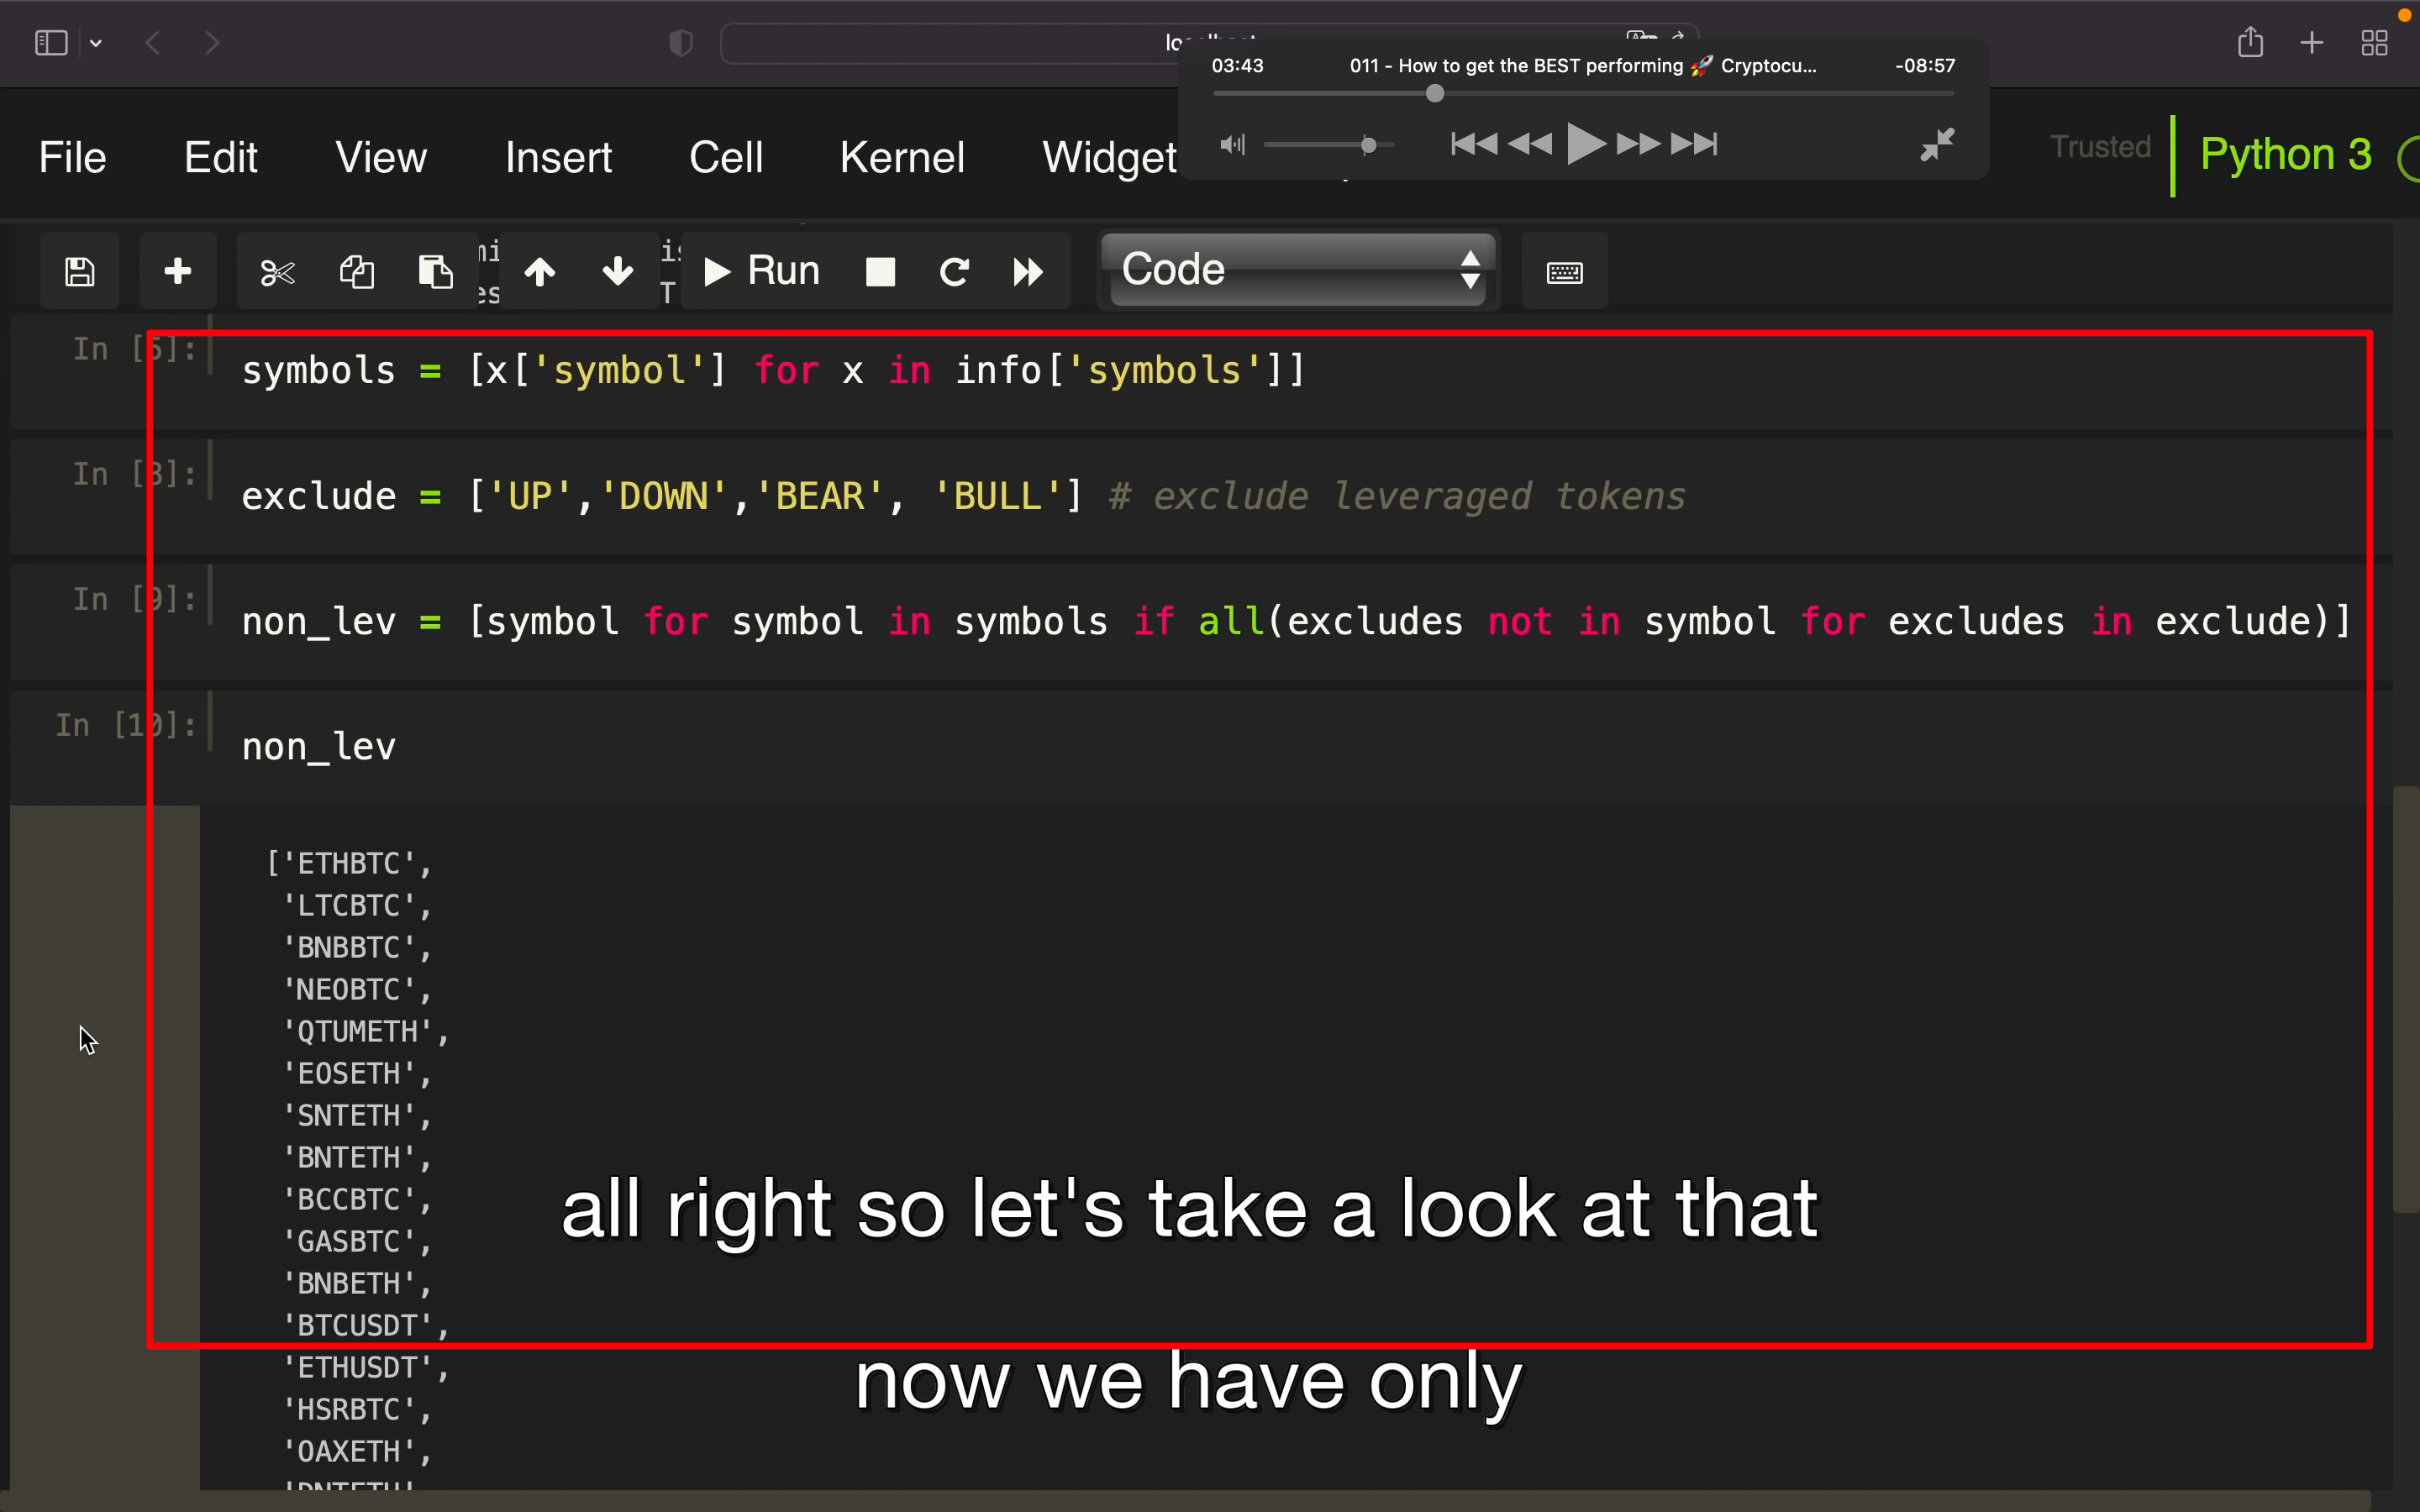 03:43 011 - How to get the BEST performing 🚀 Cryptocu... -08:57
File Edit View Insert Cell Kernel Widget Trusted Python 3
Run Code
In [5]: symbols = [x['symbol'] for x in info['symbols']]
In [8]: exclude = ['UP','DOWN','BEAR', 'BULL'] # exclude leveraged tokens
In [9]: non_lev = [symbol for symbol in symbols if all(excludes not in symbol for excludes in exclude)]
In [10]: non_lev
['ETHBTC',
'LTCBTC',
'BNBBTC',
'NEOBTC',
'QTUMETH',
'EOSETH',
'SNTETH',
'BNTETH',
'BCCBTC',
all right so let's take a look at that
'GASBTC',
'BNBETH',
'BTCUSDT',
'ETHUSDT',
now we have only
'HSRBTC',
'OAXETH',